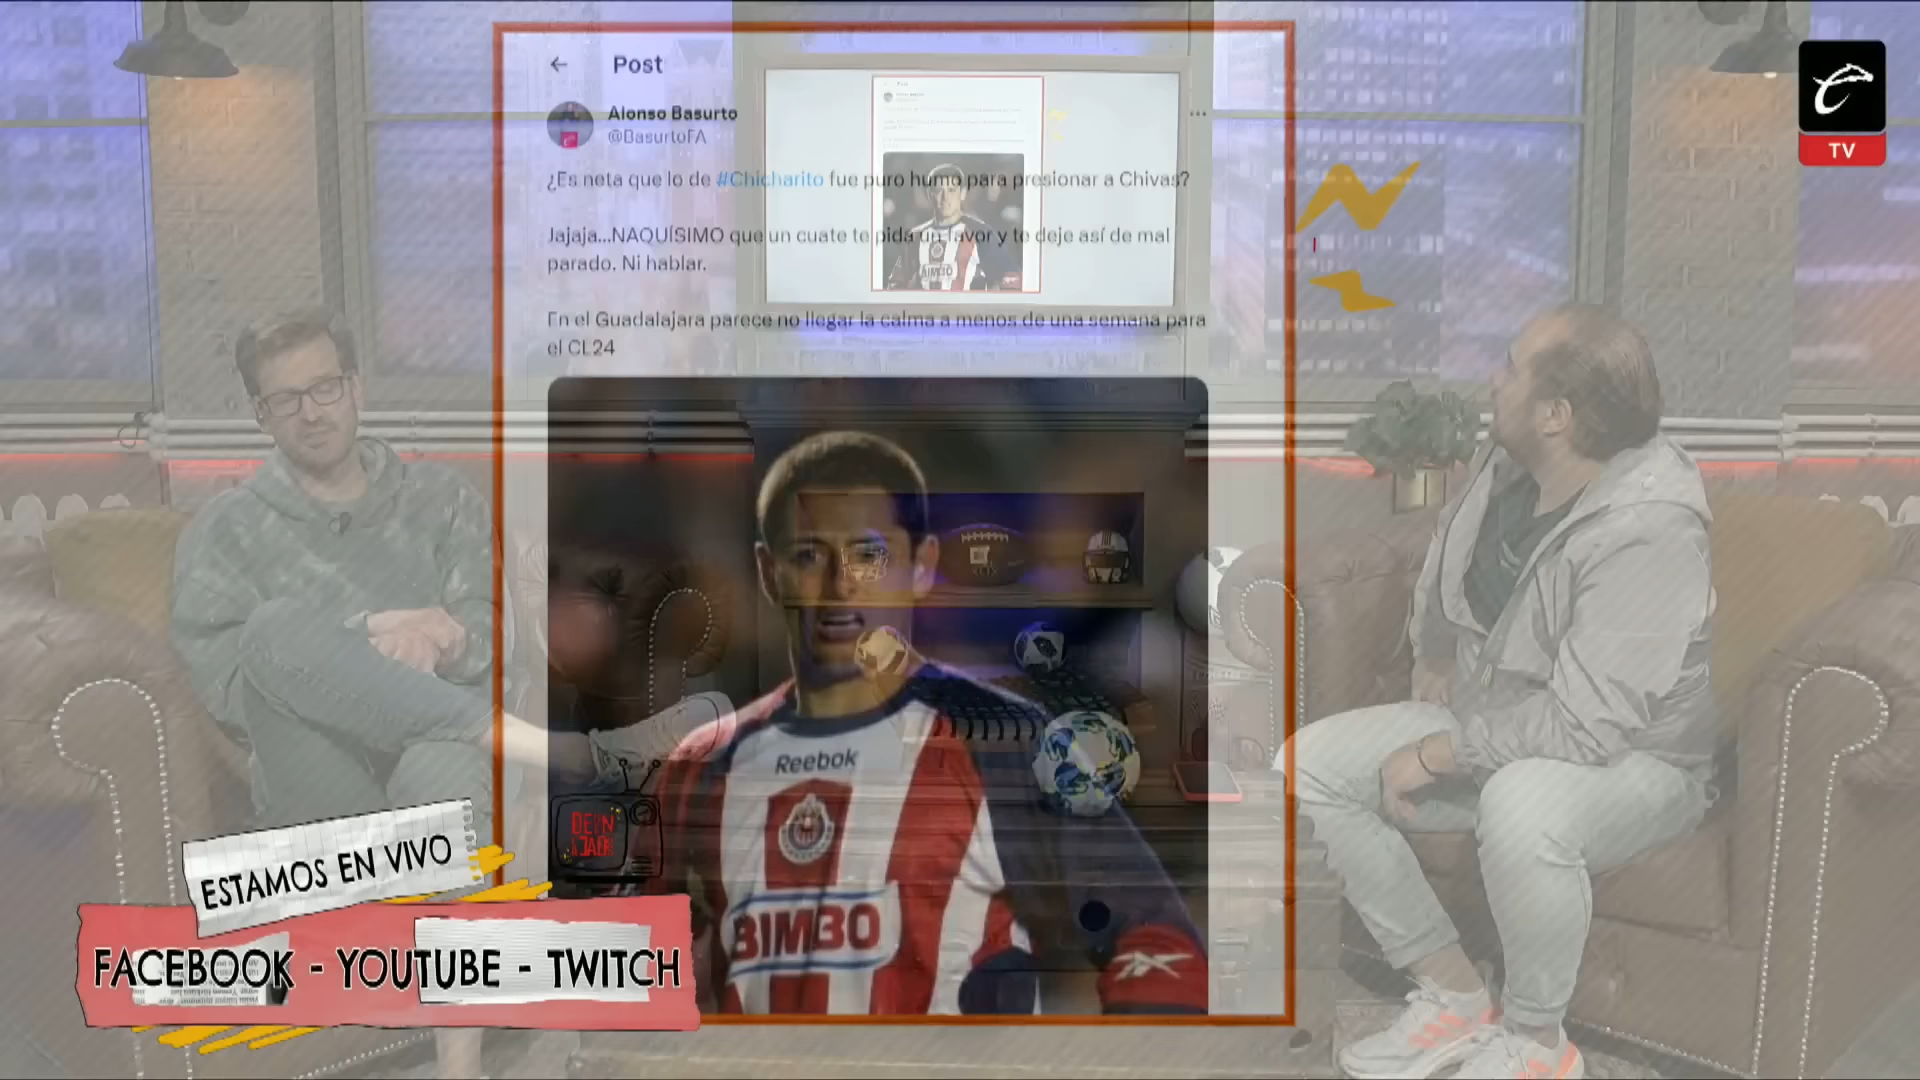 Post
Alonso Basurto
@BasurtoFA
¿Es neta que lo de #Chicharito fue puro humo para presionar a Chivas?
Jajaja...NAQUÍSIMO que un cuate te pida un favor y te deje así de mal
parado. Ni hablar.
En el Guadalajara parece no llegar la calma a menos de una semana para
el CL24
TV
Reebok
BIMBO
BIMBO
ESTAMOS EN VIVO
FACEBOOK - YOUTUBE - TWITCH